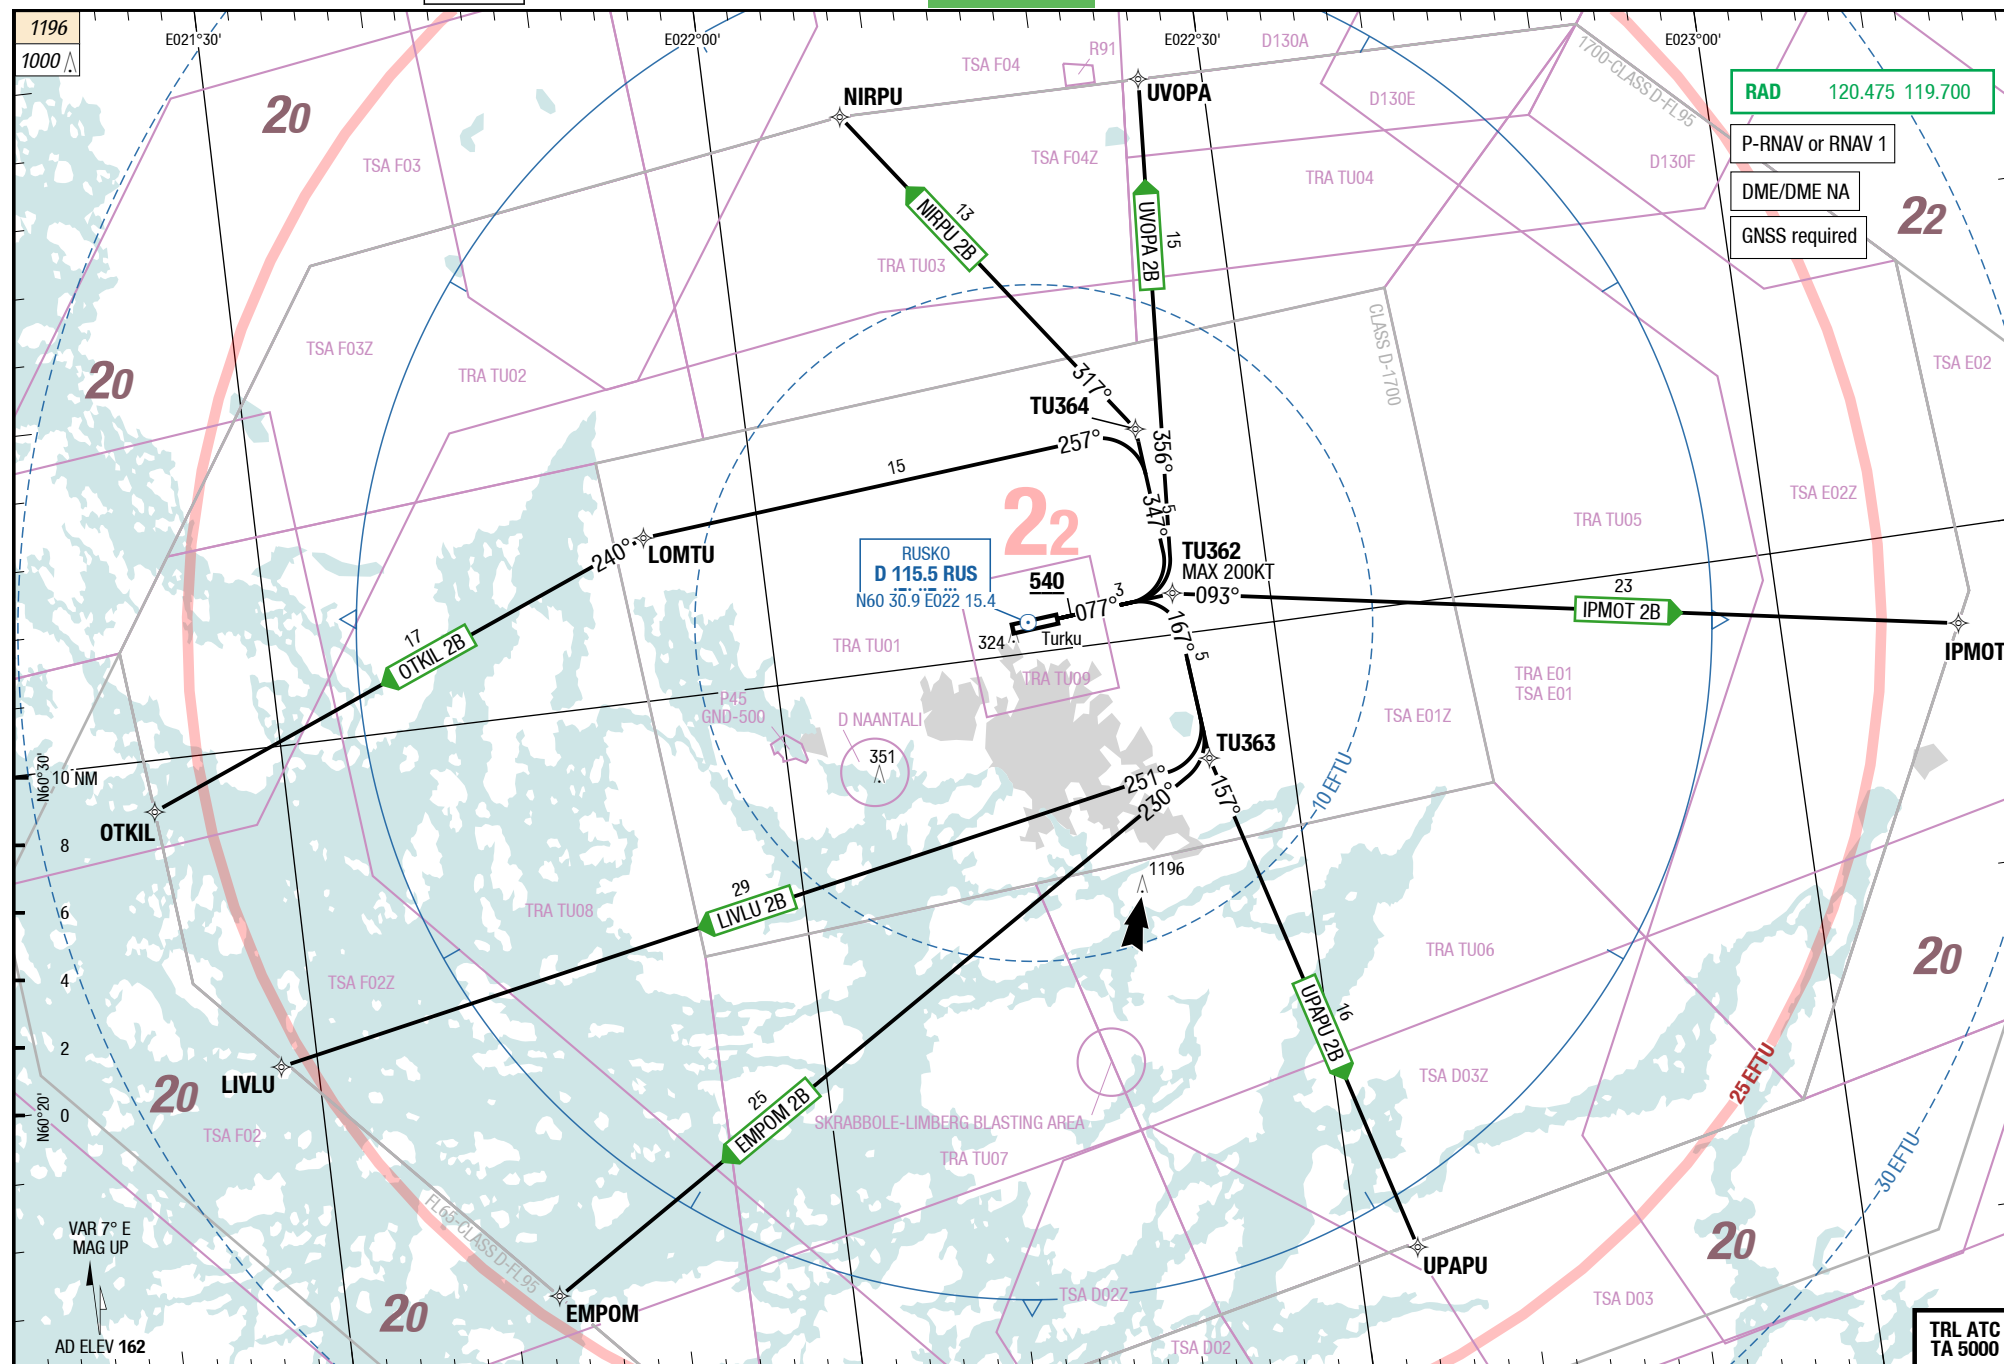 1196
1000
E021°30'
E022°00'
E022°30'
E023°00'
TSA F04
R91
D130A
1700-CLASS D-FL95
RAD 120.475 119.700
P-RNAV or RNAV 1
DME/DME NA
GNSS required
20
NIRPU
UVOPA
D130E
D130F
TSA F03
TSA F04Z
TRA TU04
22
NIRPU 2B
13
UVOPA 2B
15
TRA TU03
TSA F03Z
TRA TU02
CLASS D-1700
TSA E02
20
317°
TU364
257°
356°
15
347°
5
22
TSA E02Z
TRA TU05
240°
LOMTU
RUSKO
D 115.5 RUS
N60 30.9 E022 15.4
540
TU362
MAX 200KT
077°
3
093°
23
IPMOT 2B
IPMOT
324
Turku
167°
5
17
OTKIL 2B
TRA TU01
TRA TU09
TRA E01
TSA E01
P45
GND-500
D NAANTALI
TSA E01Z
351
TU363
N60°30'
10 NM
251°
230°
157°
10 EFTU
OTKIL
8
1196
29
LIVLU 2B
6
TRA TU08
TRA TU06
20
4
TSA F02Z
16
UPAPU 2B
2
LIVLU
20
25
EMPOM 2B
TSA D03Z
25 EFTU
N60°20'
0
TSA F02
SKRABBOLE-LIMBERG BLASTING AREA
TRA TU07
30 EFTU
FL65-CLASS D-FL95
VAR 7° E
MAG UP
20
UPAPU
20
EMPOM
TSA D02Z
TSA D03
AD ELEV 162
TSA D02
TRL ATC
TA 5000